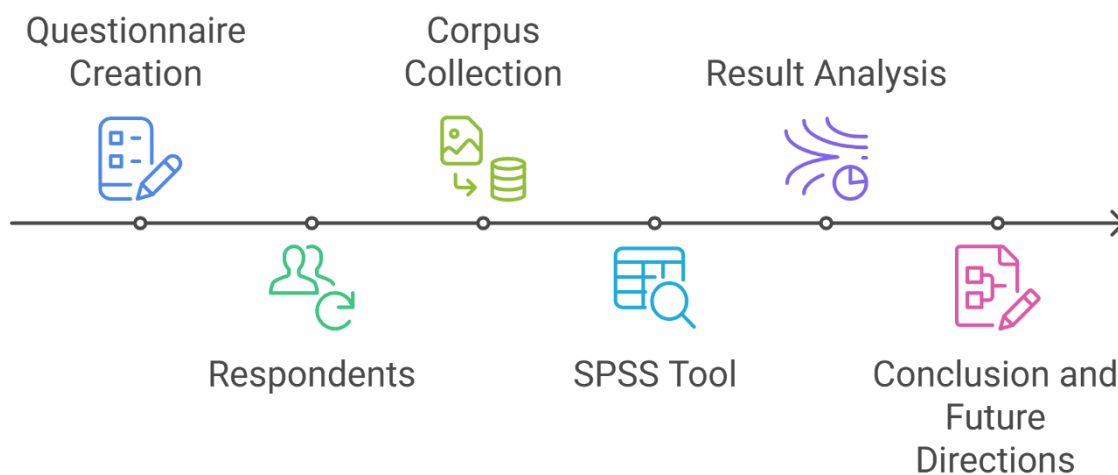 Questionnaire
Creation
Corpus
Collection
Result Analysis
Respondents
SPSS Tool
Conclusion and
Future
Directions